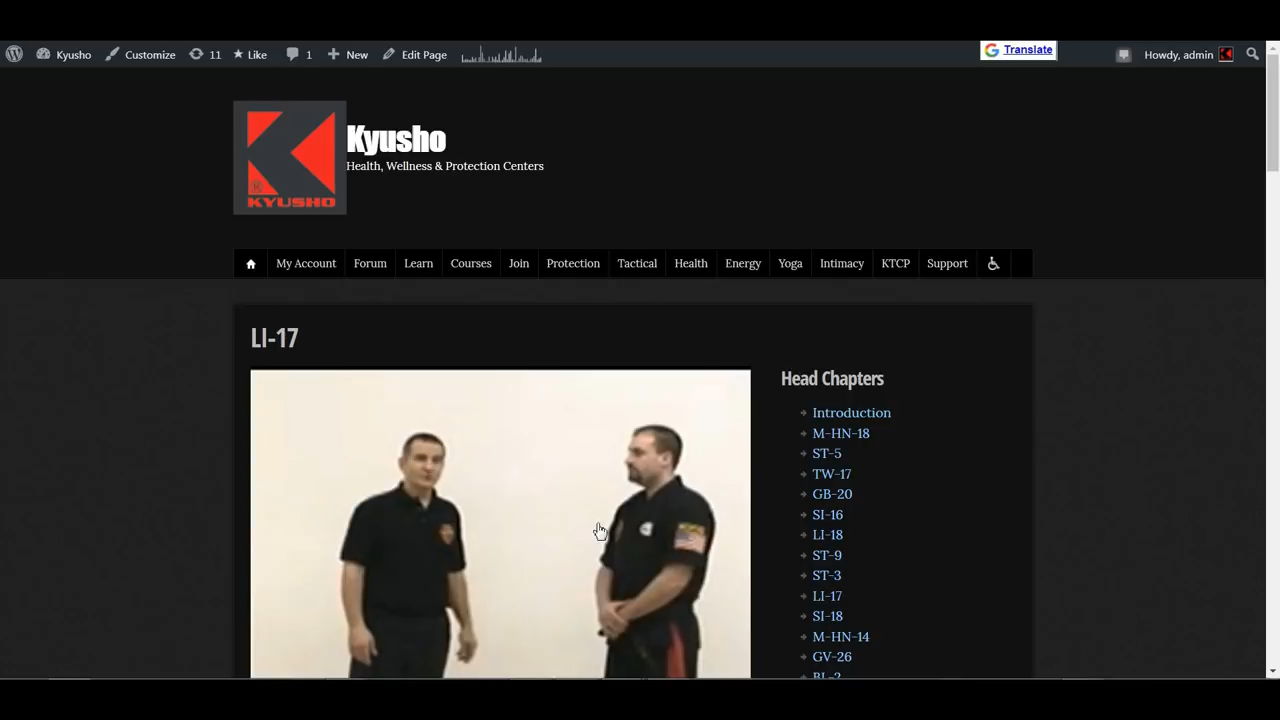 Kyusho Customize 11 Like 1 New Edit Page Translate Howdy, admin
® KYUSHO
Kyusho
Health, Wellness & Protection Centers
My Account Forum Learn Courses Join Protection Tactical Health Energy Yoga Intimacy KTCP Support
LI-17
Head Chapters
Introduction
M-HN-18
ST-5
TW-17
GB-20
SI-16
LI-18
ST-9
ST-3
LI-17
SI-18
M-HN-14
GV-26
BL-2